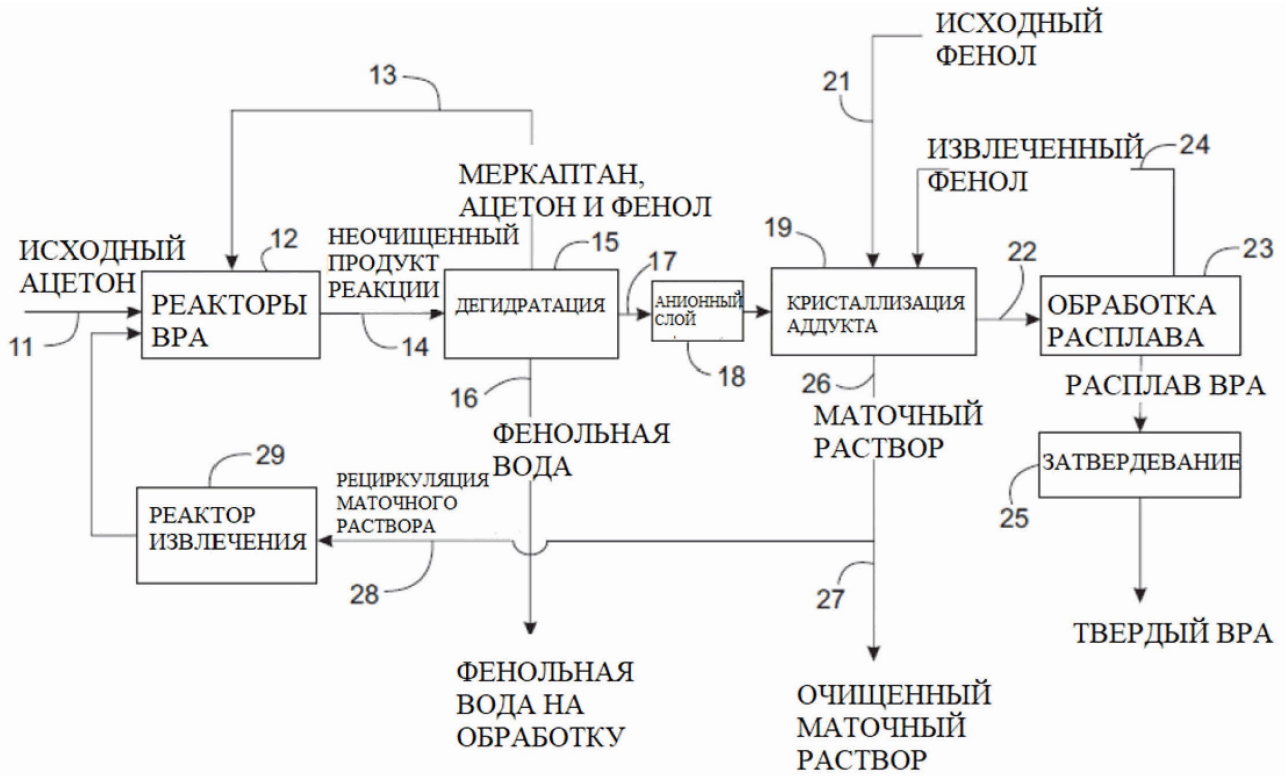 ИСХОДНЫЙ
ФЕНОЛ
13
21
ИЗВЛЕЧЕННЫЙ
ФЕНОЛ
24
МЕРКАПТАН,
АЦЕТОН И ФЕНОЛ
ИСХОДНЫЙ
АЦЕТОН
12
НЕОЧИЩЕННЫЙ
ПРОДУКТ
РЕАКЦИИ
15
17
19
22
23
РЕАКТОРЫ
BPA
ДЕГИДРАТАЦИЯ
АНИОННЫЙ
СЛОЙ
КРИСТАЛЛИЗАЦИЯ
АДДУКТА
ОБРАБОТКА
РАСПЛАВА
11
14
16
18
26
РАСПЛАВ BPA
ФЕНОЛЬНАЯ
ВОДА
МАТОЧНЫЙ
РАСТВОР
29
РЕЦИРКУЛЯЦИЯ
МАТОЧНОГО
РАСТВОРА
ЗАТВЕРДЕВАНИЕ
25
РЕАКТОР
ИЗВЛЕЧЕНИЯ
28
27
ТВЕРДЫЙ BPA
ФЕНОЛЬНАЯ
ВОДА НА
ОБРАБОТКУ
ОЧИЩЕННЫЙ
МАТОЧНЫЙ
РАСТВОР